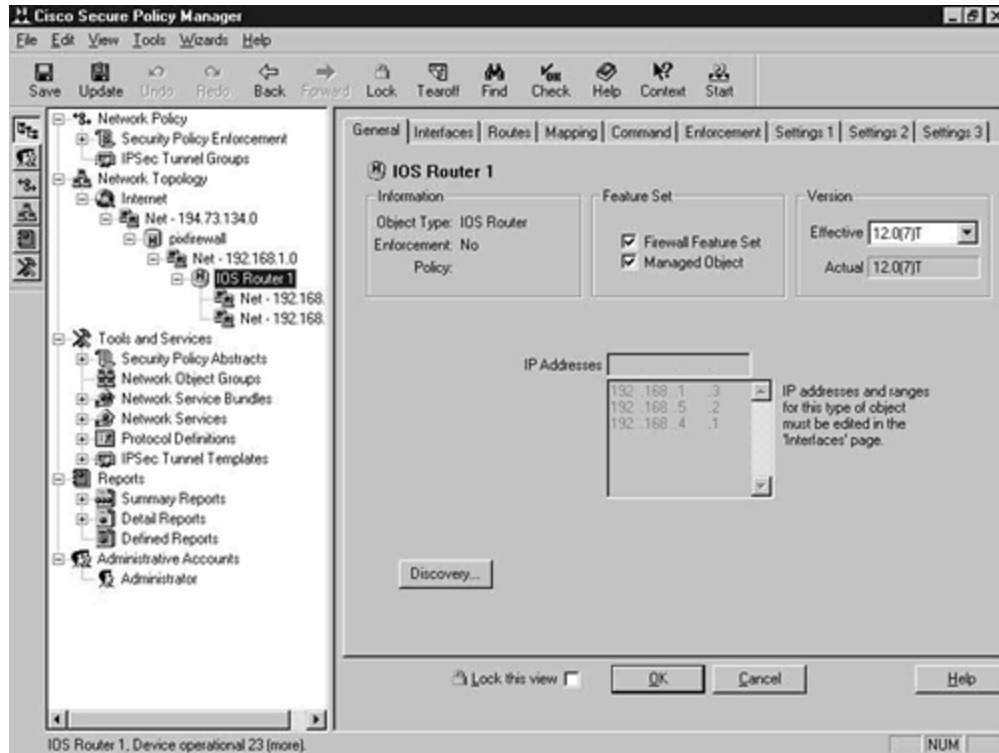 Cisco Secure Policy Manager
File Edit View Tools Wizards Help
Save Update Undo Redo Back Forward Lock Tearoff Find Check Help Context Start
Network Policy
Security Policy Enforcement
IPSec Tunnel Groups
Network Topology
Internet
Net - 194.73.134.0
pixfirewall
Net - 192.168.1.0
IOS Router 1
Net - 192.168.
Net - 192.168.
Tools and Services
Security Policy Abstracts
Network Object Groups
Network Service Bundles
Network Services
Protocol Definitions
IPSec Tunnel Templates
Reports
Summary Reports
Detail Reports
Defined Reports
Administrative Accounts
Administrator
General Interfaces Routes Mapping Command Enforcement Settings 1 Settings 2 Settings 3
IOS Router 1
Information
Object Type: IOS Router
Enforcement: No
Policy:
Feature Set
Firewall Feature Set
Managed Object
Version
Effective 12.0(7)T
Actual 12.0(7)T
IP Addresses
192 .168 .1 .3
192 .168 .5 .2
192 .168 .4 .1
IP addresses and ranges
for this type of object
must be edited in the
'Interfaces' page.
Discovery...
Lock this view
OK Cancel Help
IOS Router 1, Device operational 23 (more).
NUM